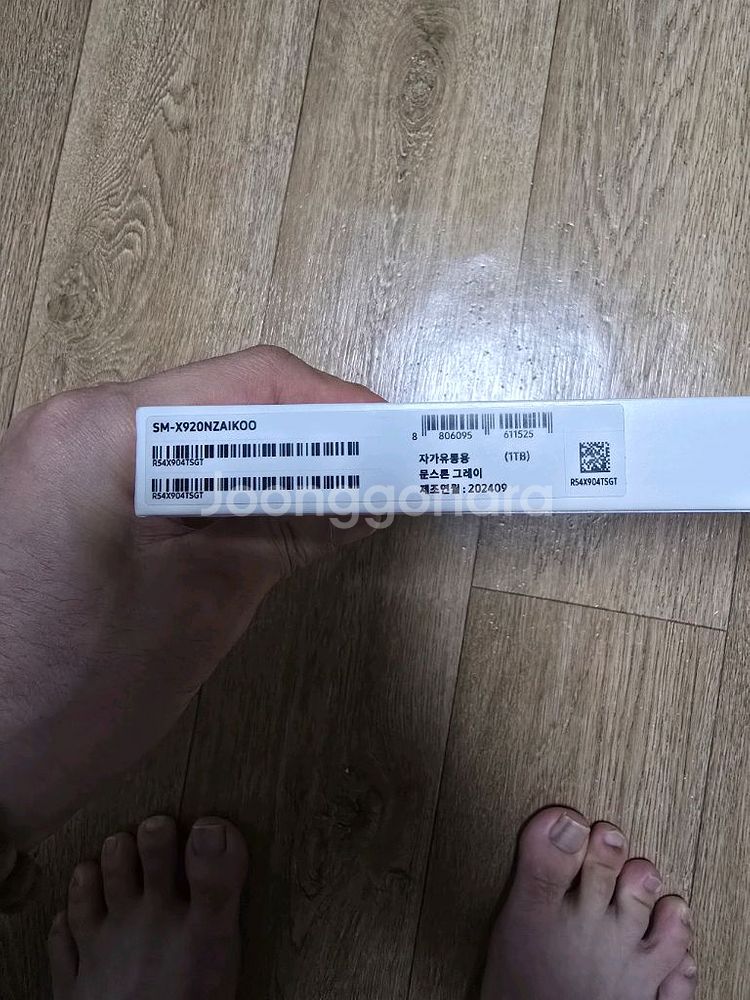 SM-X920NZAIKOO
R54X904TSGT
R54X904TSGT
8 806095 611525
자가유통용 (1TB)
문스톤 그레이
제조연월 : 202409
R54X904TSGT
Joonggonara